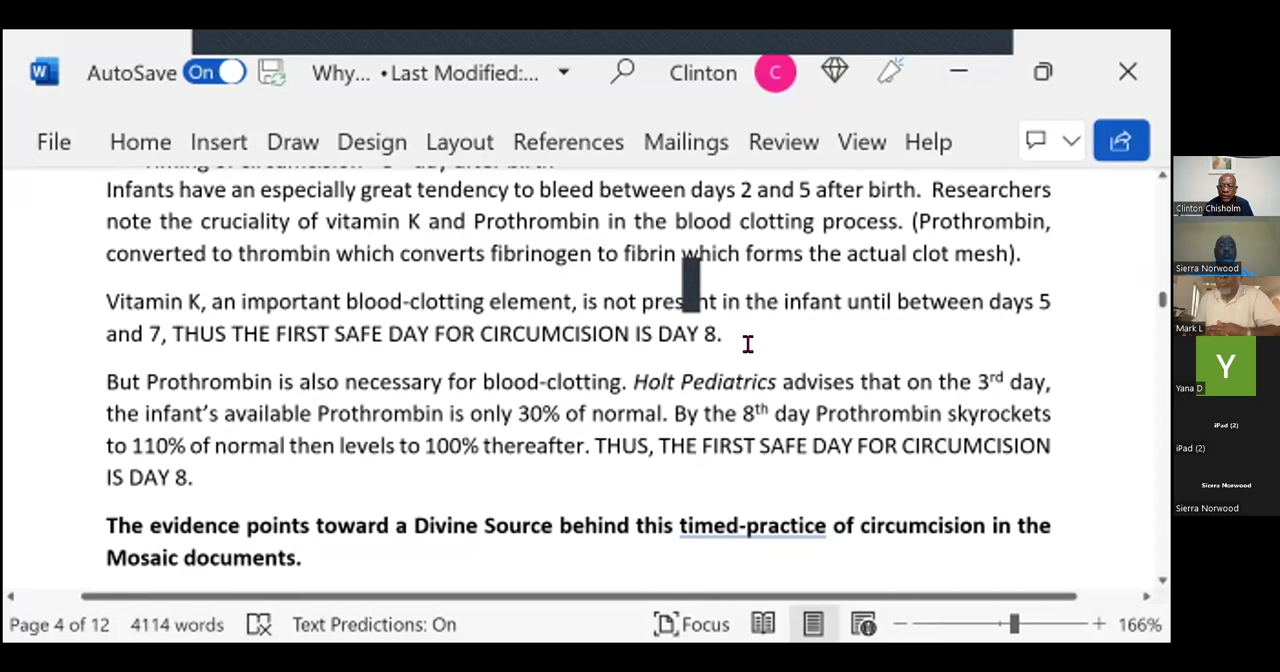 AutoSave On Why... • Last Modified:... Clinton C
File Home Insert Draw Design Layout References Mailings Review View Help
Infants have an especially great tendency to bleed between days 2 and 5 after birth. Researchers
note the cruciality of vitamin K and Prothrombin in the blood clotting process. (Prothrombin,
converted to thrombin which converts fibrinogen to fibrin which forms the actual clot mesh).
Vitamin K, an important blood-clotting element, is not present in the infant until between days 5
and 7, THUS THE FIRST SAFE DAY FOR CIRCUMCISION IS DAY 8.
But Prothrombin is also necessary for blood-clotting. Holt Pediatrics advises that on the 3rd day,
the infant's available Prothrombin is only 30% of normal. By the 8th day Prothrombin skyrockets
to 110% of normal then levels to 100% thereafter. THUS, THE FIRST SAFE DAY FOR CIRCUMCISION
IS DAY 8.
The evidence points toward a Divine Source behind this timed-practice of circumcision in the
Mosaic documents.
Page 4 of 12 4114 words Text Predictions: On Focus 166%
Clinton Chisholm
Sierra Norwood
Mark L
Y
Yana D
iPad (2)
iPad (2)
Sierra Norwood
Sierra Norwood